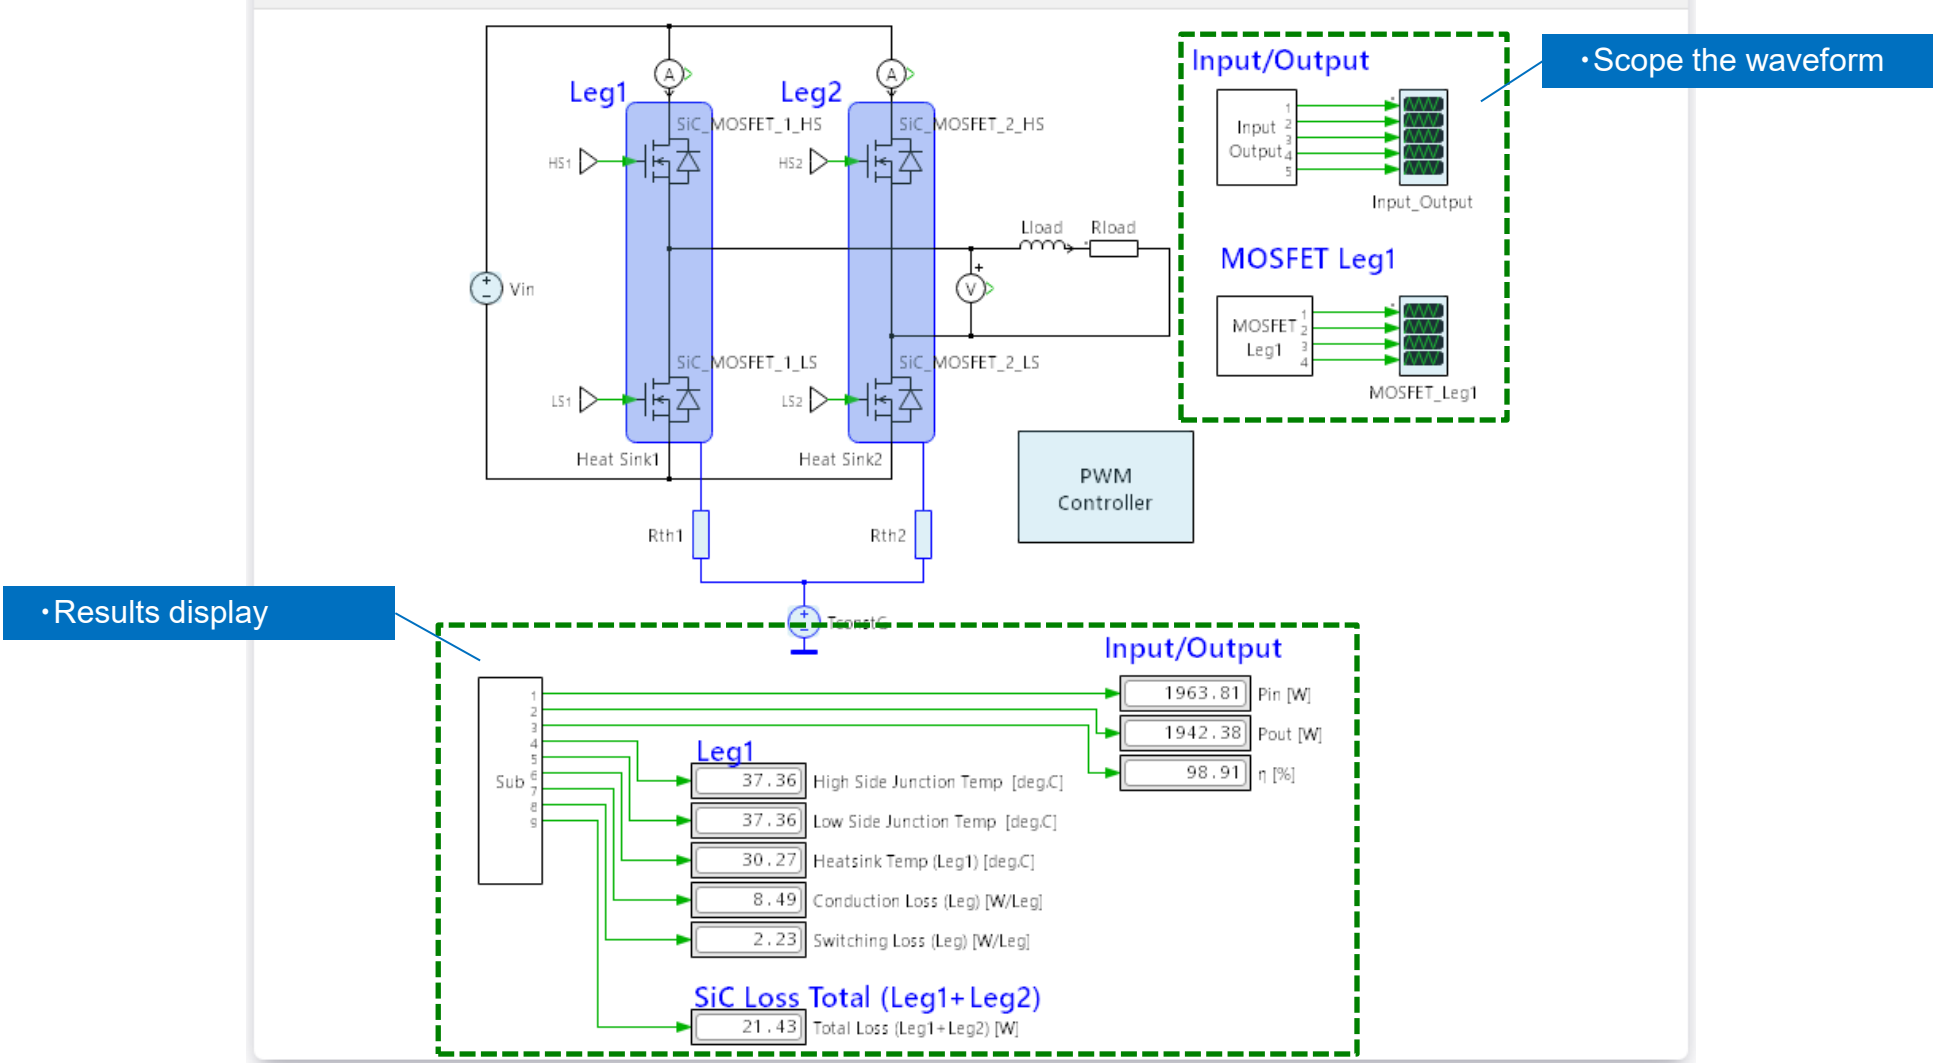 Input/Output
・Scope the waveform
A
A
Leg1
Leg2
SiC_MOSFET_1_HS
SiC_MOSFET_2_HS
HS1
HS2
1
Input 2
3
Output 4
5
Input_Output
Lload
Rload
MOSFET Leg1
Vin
V
1
MOSFET 2
Leg1 3
4
MOSFET_Leg1
SiC_MOSFET_1_LS
SiC_MOSFET_2_LS
LS1
LS2
Heat Sink1
Heat Sink2
PWM
Controller
Rth1
Rth2
・Results display
TconstC
Input/Output
1963.81 Pin [W]
1942.38 Pout [W]
98.91 η [%]
Sub
1
2
3
4
5
6
7
8
9
Leg1
37.36 High Side Junction Temp [deg.C]
37.36 Low Side Junction Temp [deg.C]
30.27 Heatsink Temp (Leg1) [deg.C]
8.49 Conduction Loss (Leg) [W/Leg]
2.23 Switching Loss (Leg) [W/Leg]
SiC Loss Total (Leg1+Leg2)
21.43 Total Loss (Leg1+Leg2) [W]